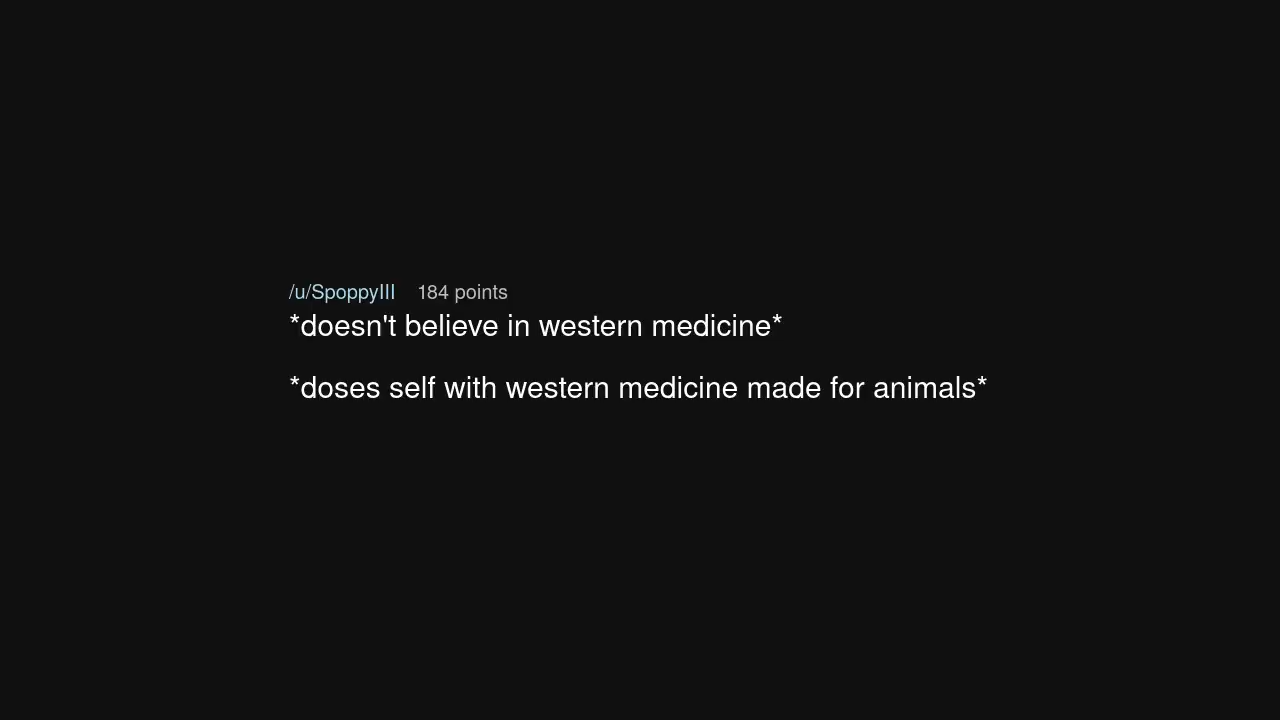 /u/SpoppyIII 184 points
*doesn't believe in western medicine*
*doses self with western medicine made for animals*